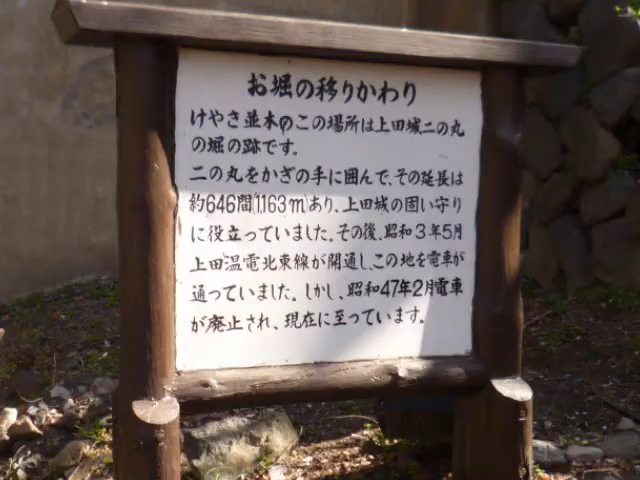 お堀の移りかわり
けやき並木のこの場所は上田城二の丸
の堀の跡です。
二の丸をかぎの手に囲んで、その延長は
約646間(1163m)あり、上田城の固い守り
に役立っていました。その後、昭和3年5月
上田温電北東線が開通し、この地を電車が
通っていました。しかし、昭和47年2月電車
が廃止され、現在に至っています。